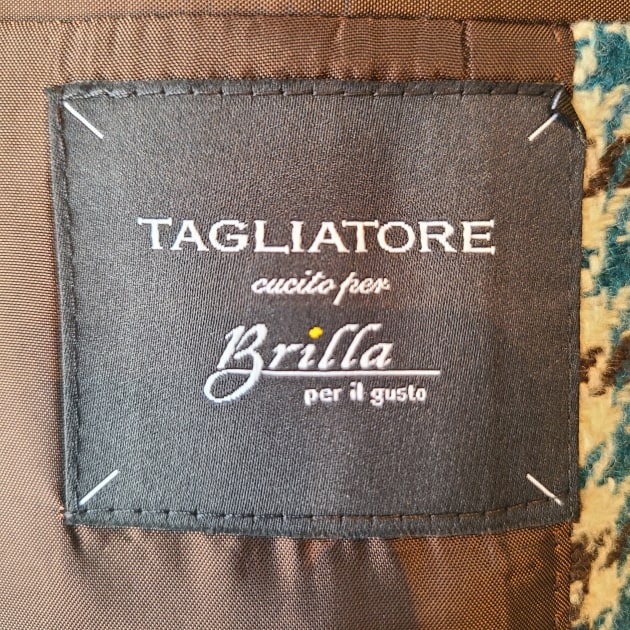 TAGLIATORE
cucito per
Brilla
per il gusto